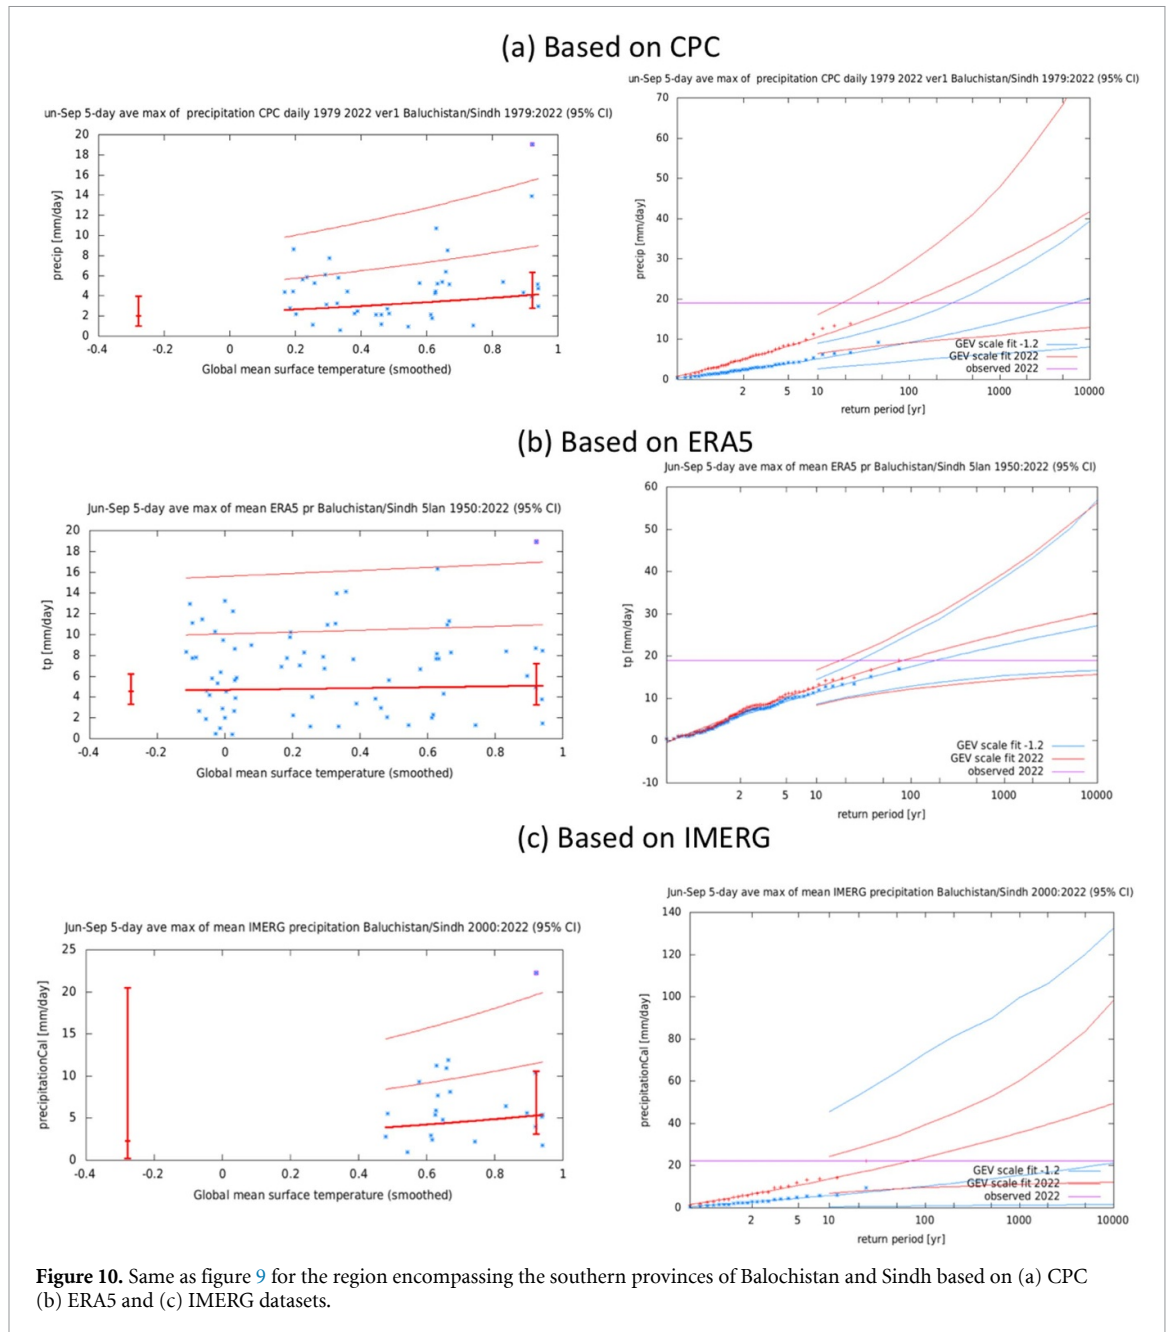 (a) Based on CPC
un-Sep 5-day ave max of precipitation CPC daily 1979 2022 ver1 Baluchistan/Sindh 1979:2022 (95% CI)
precip [mm/day]
20
18
16
14
12
10
8
6
4
2
0
-0.4
-0.2
0
0.2
0.4
0.6
0.8
1
Global mean surface temperature (smoothed)
un-Sep 5-day ave max of precipitation CPC daily 1979 2022 ver1 Baluchistan/Sindh 1979:2022 (95% CI)
precip [mm/day]
70
60
50
40
30
20
10
0
GEV scale fit -1.2
GEV scale fit 2022
observed 2022
2
5
10
100
1000
10000
return period [yr]
(b) Based on ERA5
Jun-Sep 5-day ave max of mean ERA5 pr Baluchistan/Sindh 5lan 1950:2022 (95% CI)
tp [mm/day]
20
18
16
14
12
10
8
6
4
2
0
-0.4
-0.2
0
0.2
0.4
0.6
0.8
1
Global mean surface temperature (smoothed)
Jun-Sep 5-day ave max of mean ERA5 pr Baluchistan/Sindh 5lan 1950:2022 (95% CI)
tp [mm/day]
60
50
40
30
20
10
0
-10
GEV scale fit -1.2
GEV scale fit 2022
observed 2022
2
5
10
100
1000
10000
return period [yr]
(c) Based on IMERG
Jun-Sep 5-day ave max of mean IMERG precipitation Baluchistan/Sindh 2000:2022 (95% CI)
precipitationCal [mm/day]
25
20
15
10
5
0
-0.4
-0.2
0
0.2
0.4
0.6
0.8
1
Global mean surface temperature (smoothed)
Jun-Sep 5-day ave max of mean IMERG precipitation Baluchistan/Sindh 2000:2022 (95% CI)
precipitationCal [mm/day]
140
120
100
80
60
40
20
0
GEV scale fit -1.2
GEV scale fit 2022
observed 2022
2
5
10
100
1000
10000
return period [yr]
Figure 10. Same as figure 9 for the region encompassing the southern provinces of Balochistan and Sindh based on (a) CPC
(b) ERA5 and (c) IMERG datasets.